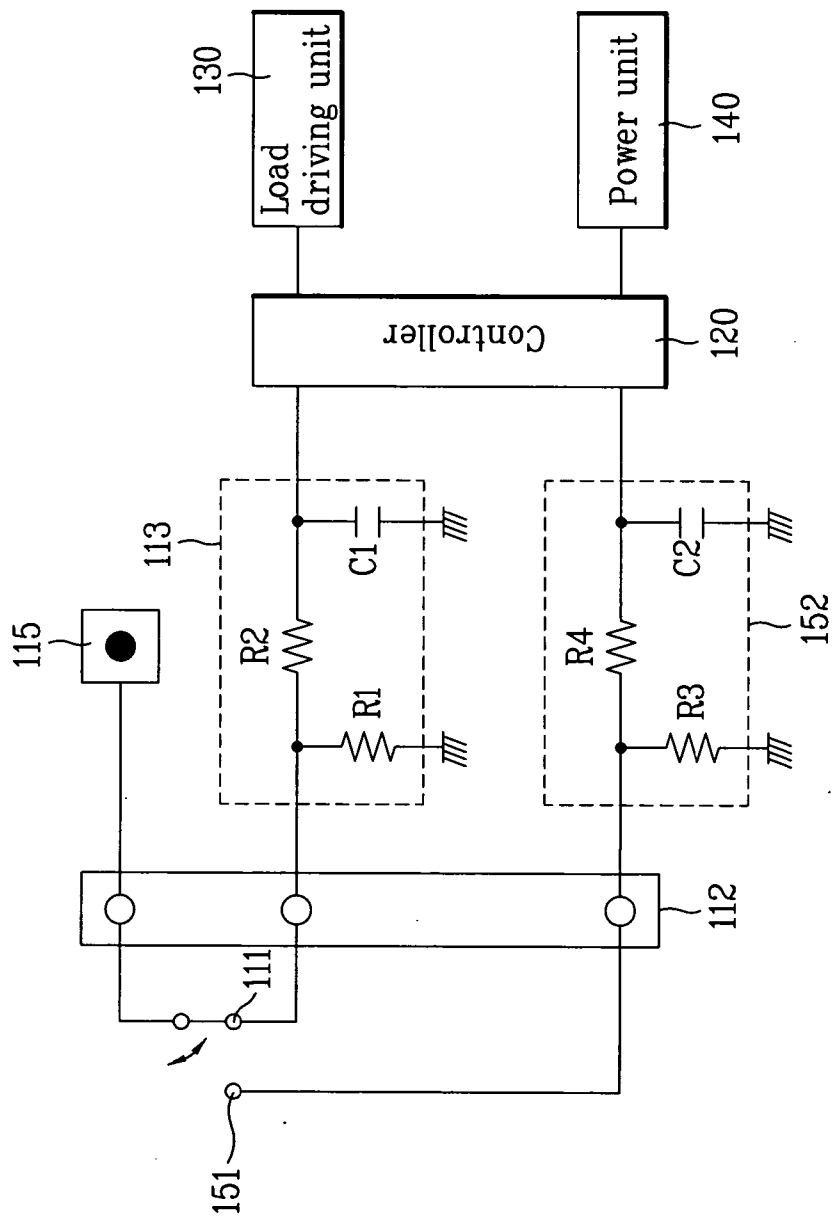 115
113
130
Load
driving unit
R2
C1
R1
111
Controller
120
Power unit
140
R4
C2
R3
152
112
151